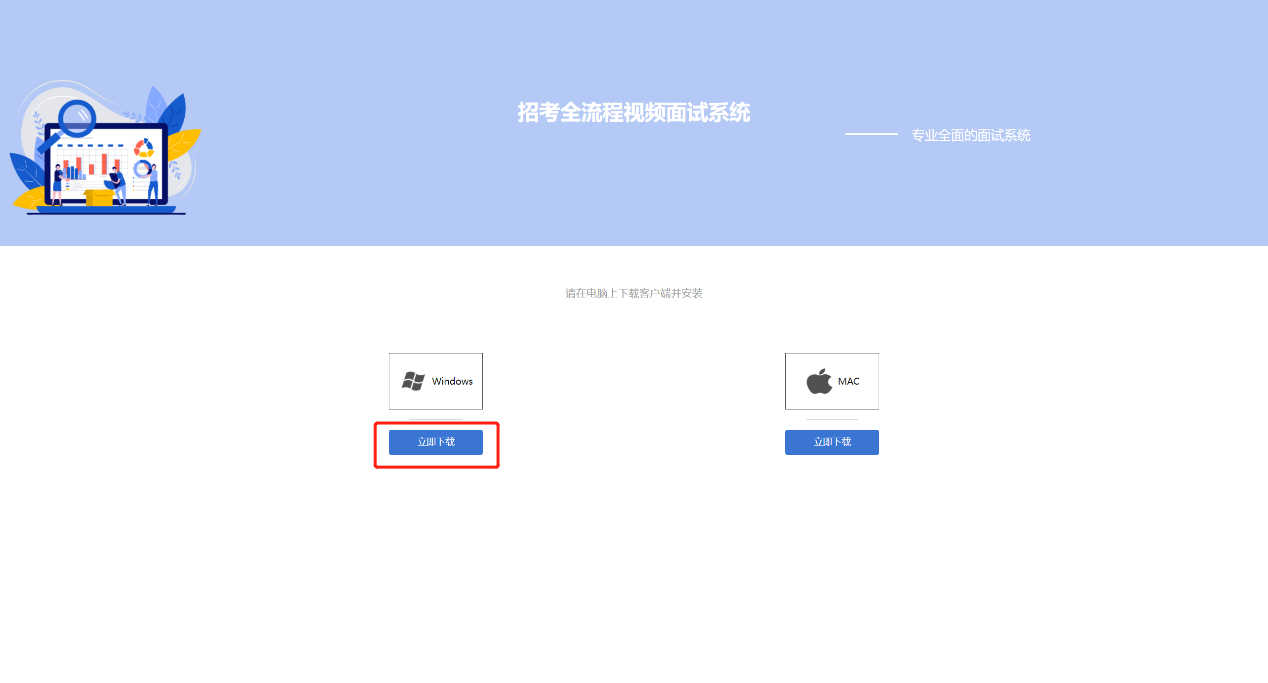 招考全流程视频面试系统
专业全面的面试系统
请在电脑上下载客户端并安装
Windows
MAC
立即下载
立即下载